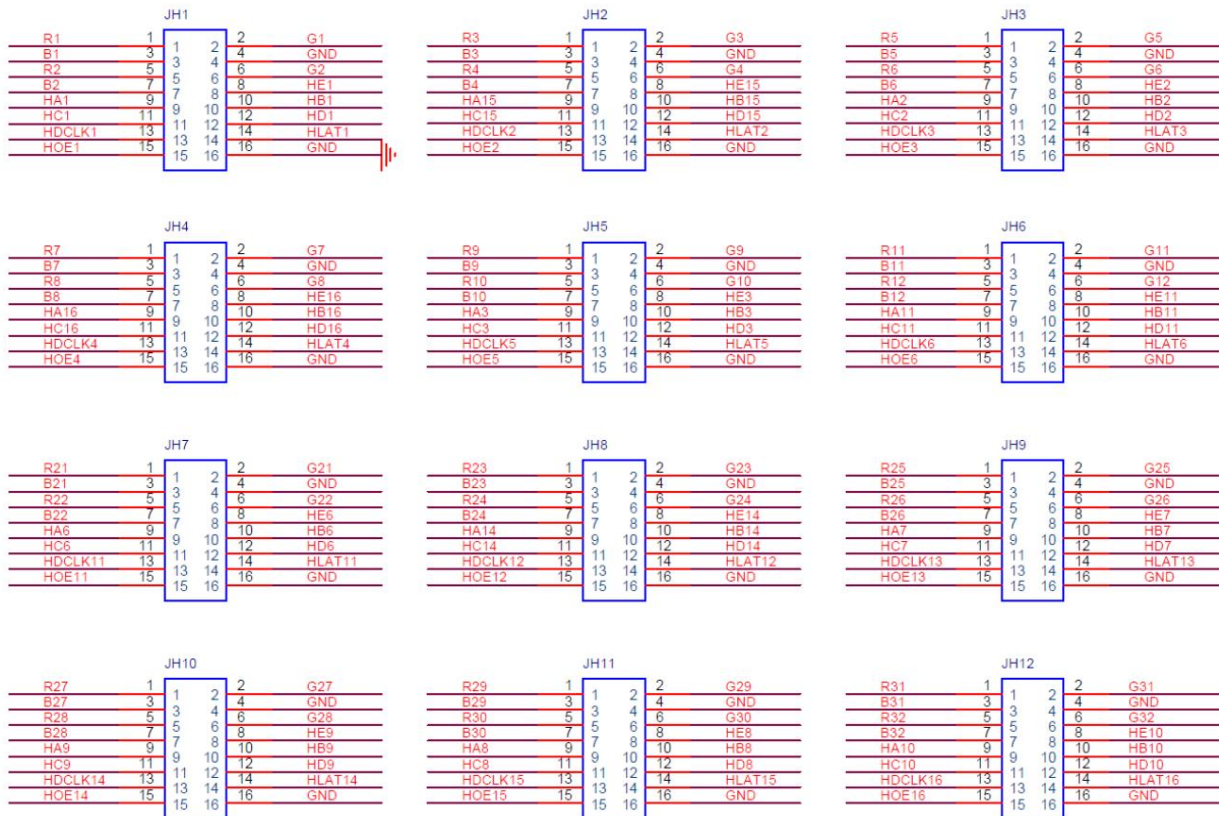 JH1
R1 1 1 2 2 G1
B1 3 3 4 4 GND
R2 5 5 6 6 G2
B2 7 7 8 8 HE1
HA1 9 9 10 10 HB1
HC1 11 11 12 12 HD1
HDCLK1 13 13 14 14 HLAT1
HOE1 15 15 16 16 GND
JH2
R3 1 1 2 2 G3
B3 3 3 4 4 GND
R4 5 5 6 6 G4
B4 7 7 8 8 HE15
HA15 9 9 10 10 HB15
HC15 11 11 12 12 HD15
HDCLK2 13 13 14 14 HLAT2
HOE2 15 15 16 16 GND
JH3
R5 1 1 2 2 G5
B5 3 3 4 4 GND
R6 5 5 6 6 G6
B6 7 7 8 8 HE2
HA2 9 9 10 10 HB2
HC2 11 11 12 12 HD2
HDCLK3 13 13 14 14 HLAT3
HOE3 15 15 16 16 GND
JH4
R7 1 1 2 2 G7
B7 3 3 4 4 GND
R8 5 5 6 6 G8
B8 7 7 8 8 HE16
HA16 9 9 10 10 HB16
HC16 11 11 12 12 HD16
HDCLK4 13 13 14 14 HLAT4
HOE4 15 15 16 16 GND
JH5
R9 1 1 2 2 G9
B9 3 3 4 4 GND
R10 5 5 6 6 G10
B10 7 7 8 8 HE3
HA3 9 9 10 10 HB3
HC3 11 11 12 12 HD3
HDCLK5 13 13 14 14 HLAT5
HOE5 15 15 16 16 GND
JH6
R11 1 1 2 2 G11
B11 3 3 4 4 GND
R12 5 5 6 6 G12
B12 7 7 8 8 HE11
HA11 9 9 10 10 HB11
HC11 11 11 12 12 HD11
HDCLK6 13 13 14 14 HLAT6
HOE6 15 15 16 16 GND
JH7
R21 1 1 2 2 G21
B21 3 3 4 4 GND
R22 5 5 6 6 G22
B22 7 7 8 8 HE6
HA6 9 9 10 10 HB6
HC6 11 11 12 12 HD6
HDCLK11 13 13 14 14 HLAT11
HOE11 15 15 16 16 GND
JH8
R23 1 1 2 2 G23
B23 3 3 4 4 GND
R24 5 5 6 6 G24
B24 7 7 8 8 HE14
HA14 9 9 10 10 HB14
HC14 11 11 12 12 HD14
HDCLK12 13 13 14 14 HLAT12
HOE12 15 15 16 16 GND
JH9
R25 1 1 2 2 G25
B25 3 3 4 4 GND
R26 5 5 6 6 G26
B26 7 7 8 8 HE7
HA7 9 9 10 10 HB7
HC7 11 11 12 12 HD7
HDCLK13 13 13 14 14 HLAT13
HOE13 15 15 16 16 GND
JH10
R27 1 1 2 2 G27
B27 3 3 4 4 GND
R28 5 5 6 6 G28
B28 7 7 8 8 HE9
HA9 9 9 10 10 HB9
HC9 11 11 12 12 HD9
HDCLK14 13 13 14 14 HLAT14
HOE14 15 15 16 16 GND
JH11
R29 1 1 2 2 G29
B29 3 3 4 4 GND
R30 5 5 6 6 G30
B30 7 7 8 8 HE8
HA8 9 9 10 10 HB8
HC8 11 11 12 12 HD8
HDCLK15 13 13 14 14 HLAT15
HOE15 15 15 16 16 GND
JH12
R31 1 1 2 2 G31
B31 3 3 4 4 GND
R32 5 5 6 6 G32
B32 7 7 8 8 HE10
HA10 9 9 10 10 HB10
HC10 11 11 12 12 HD10
HDCLK16 13 13 14 14 HLAT16
HOE16 15 15 16 16 GND